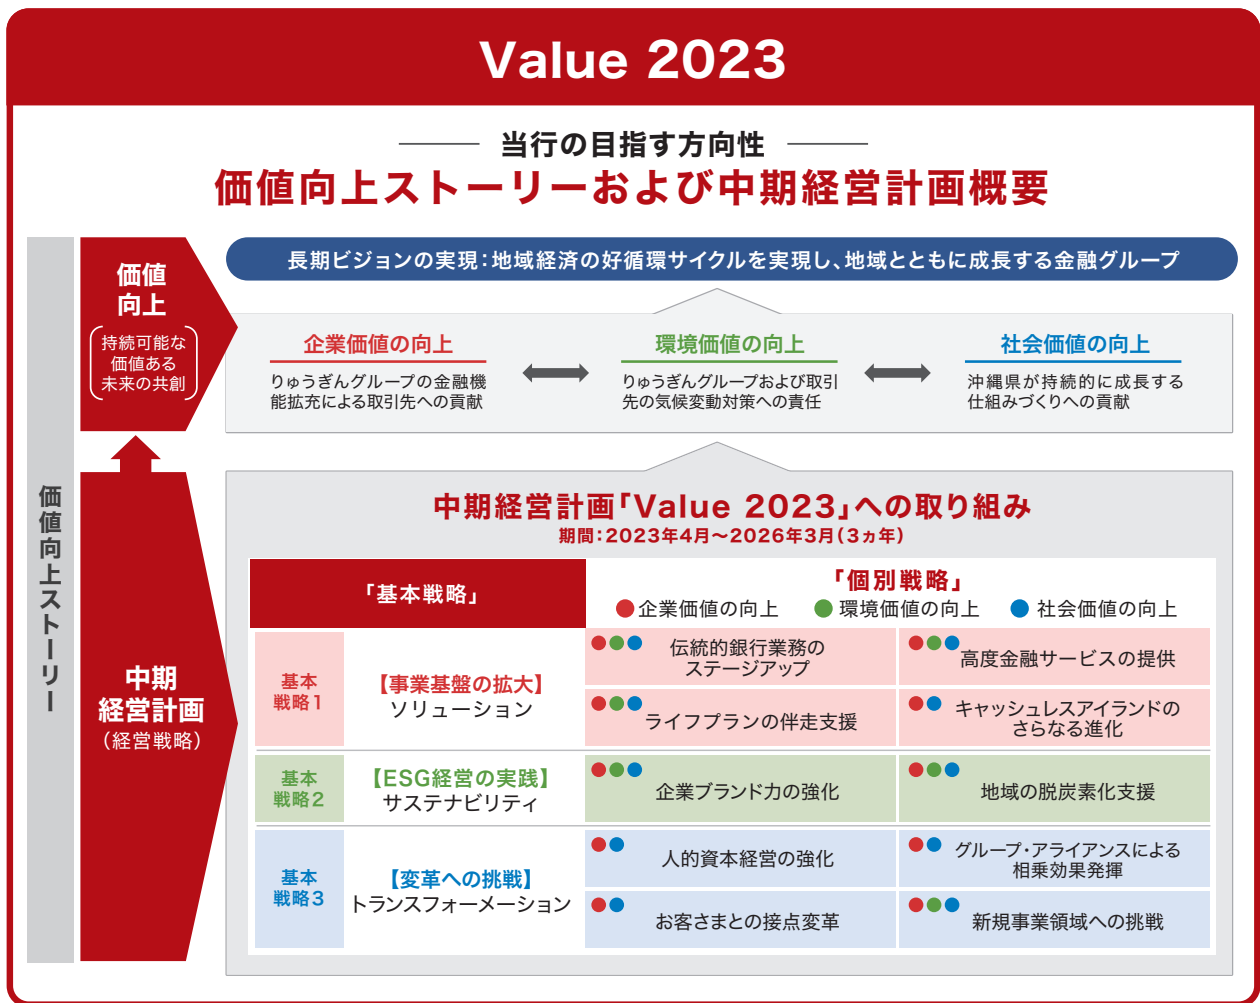 Value 2023
当行の目指す方向性
価値向上ストーリーおよび中期経営計画概要
価値向上ストーリー
価値
向上
持続可能な
価値ある
未来の共創
長期ビジョンの実現：地域経済の好循環サイクルを実現し、地域とともに成長する金融グループ
企業価値の向上
りゅうぎんグループの金融機
能拡充による取引先への貢献
環境価値の向上
りゅうぎんグループおよび取引
先の気候変動対策への責任
社会価値の向上
沖縄県が持続的に成長する
仕組みづくりへの貢献
中期
経営計画
（経営戦略）
中期経営計画「Value 2023」への取り組み
期間：2023年4月～2026年3月（3ヵ年）
「基本戦略」
「個別戦略」
●企業価値の向上 ●環境価値の向上 ●社会価値の向上
基本
戦略1
【事業基盤の拡大】
ソリューション
伝統的銀行業務の
ステージアップ
高度金融サービスの提供
ライフプランの伴走支援
キャッシュレスアイランドの
さらなる進化
基本
戦略2
【ESG経営の実践】
サステナビリティ
企業ブランド力の強化
地域の脱炭素化支援
基本
戦略3
【変革への挑戦】
トランスフォーメーション
人的資本経営の強化
グループ・アライアンスによる
相乗効果発揮
お客さまとの接点変革
新規事業領域への挑戦